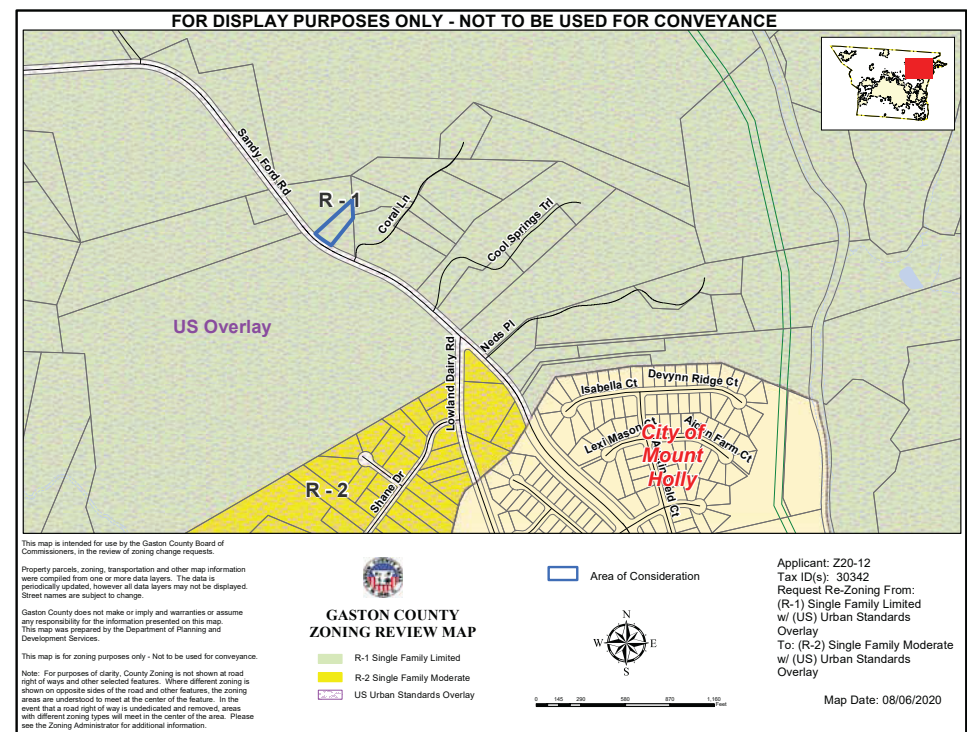 FOR DISPLAY PURPOSES ONLY - NOT TO BE USED FOR CONVEYANCE
Sandy Ford Rd
R - 1
Coral Ln
Cool Springs Trl
US Overlay
Neds Pl
Lowland Dairy Rd
Isabella Ct
Devynn Ridge Ct
Lexi Mason Ct
Farm Ct
City of
Mount
Holly
R - 2
Shane Dr
This map is intended for use by the Gaston County Board of
Commissioners, in the review of zoning change requests.
Property parcels, zoning, transportation and other map information
were compiled from one or more data layers. The data is
periodically updated, however all data layers may not be displayed.
Street names are subject to change.
Gaston County does not make or imply and warranties or assume
any responsibility for the information presented on this map.
This map was prepared by the Department of Planning and
Development Services.
This map is for zoning purposes only - Not to be used for conveyance.
Note: For purposes of clarity, County Zoning is not shown at road
right of ways and other selected features. Where different zoning is
shown on opposite sides of the road and other features, the zoning
areas are understood to meet at the center of the feature. In the
event that a road right of way is undedicated and removed, areas
with different zoning types will meet in the center of the area. Please
see the Zoning Administrator for additional information.
GASTON COUNTY
ZONING REVIEW MAP
R-1 Single Family Limited
R-2 Single Family Moderate
US Urban Standards Overlay
Area of Consideration
N
W E
S
0 145 290 580 870 1,160
Feet
Applicant: Z20-12
Tax ID(s): 30342
Request Re-Zoning From:
(R-1) Single Family Limited
w/ (US) Urban Standards
Overlay
To: (R-2) Single Family Moderate
w/ (US) Urban Standards
Overlay
Map Date: 08/06/2020